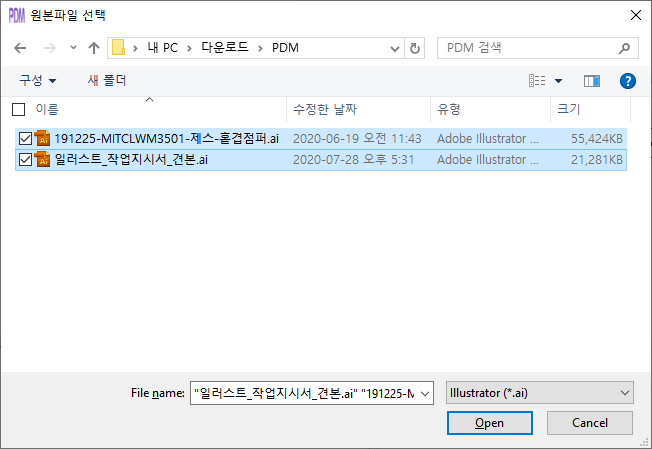 PDM 원본파일 선택
내 PC > 다운로드 > PDM
PDM 검색
구성 새 폴더
이름 수정한 날짜 유형 크기
191225-MITCLWM3501-제스-홑겹점퍼.ai 2020-06-19 오전 11:43 Adobe Illustrator ... 55,424KB
일러스트_작업지시서_견본.ai 2020-07-28 오후 5:31 Adobe Illustrator ... 21,281KB
File name: "일러스트_작업지시서_견본.ai" "191225-M Illustrator (*.ai)
Open Cancel